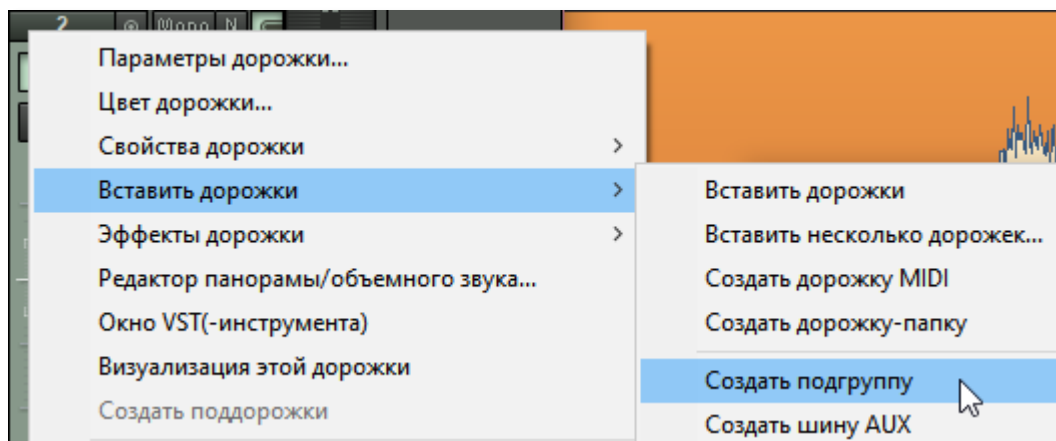 2 Mono N
Параметры дорожки...
Цвет дорожки...
Свойства дорожки
Вставить дорожки
Эффекты дорожки
Редактор панорамы/объемного звука...
Окно VST(-инструмента)
Визуализация этой дорожки
Создать поддорожки
Вставить дорожки
Вставить несколько дорожек...
Создать дорожку MIDI
Создать дорожку-папку
Создать подгруппу
Создать шину AUX